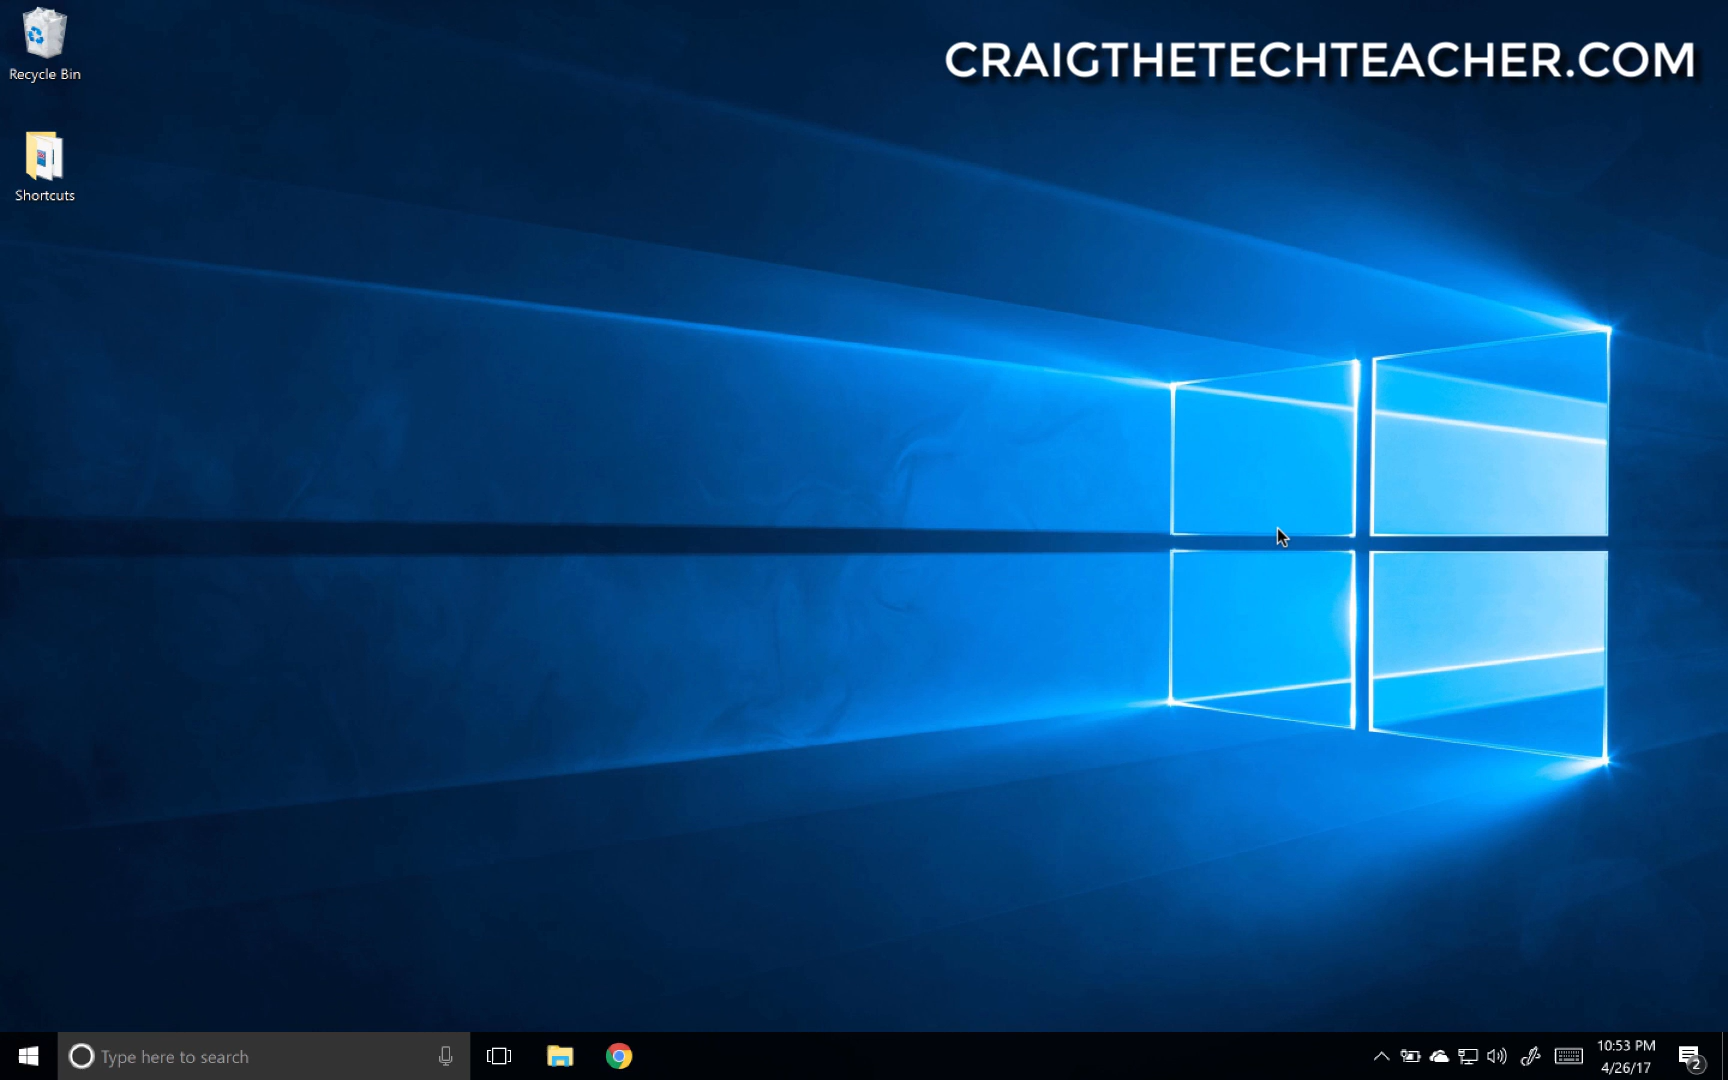 CRAIGTHETECHTEACHER.COM
Recycle Bin
Shortcuts
Type here to search
10:53 PM
4/26/17
2